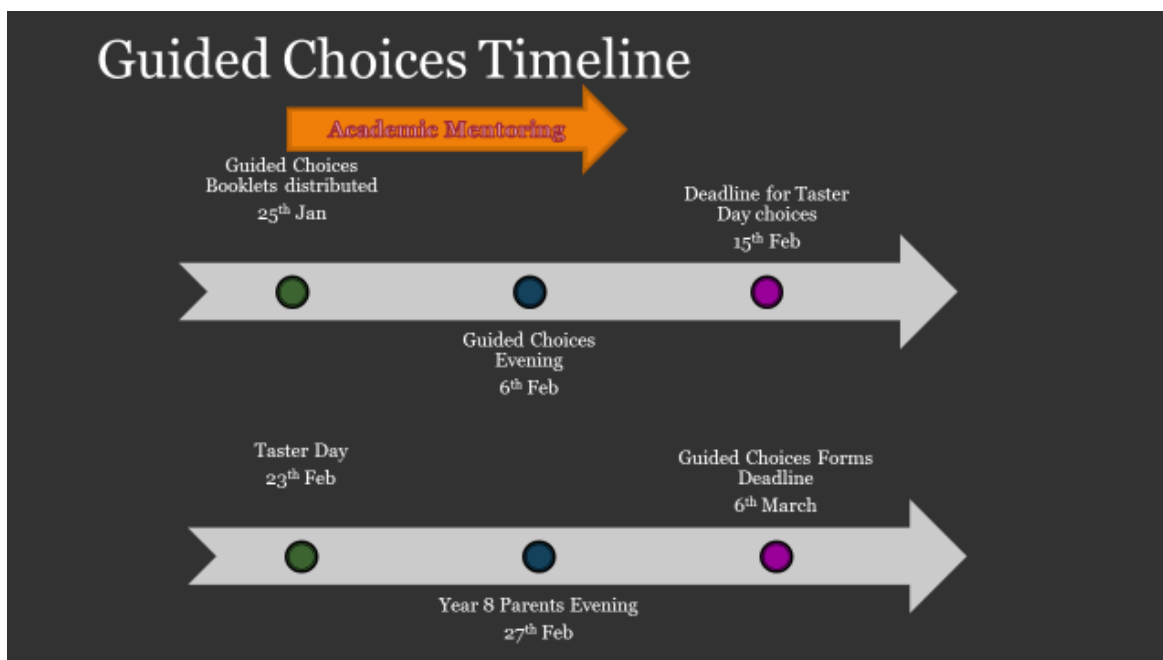 Guided Choices Timeline
Academic Mentoring
Guided Choices
Booklets distributed
25th Jan
Deadline for Taster
Day choices
15th Feb
Guided Choices
Evening
6th Feb
Taster Day
23th Feb
Guided Choices Forms
Deadline
6th March
Year 8 Parents Evening
27th Feb